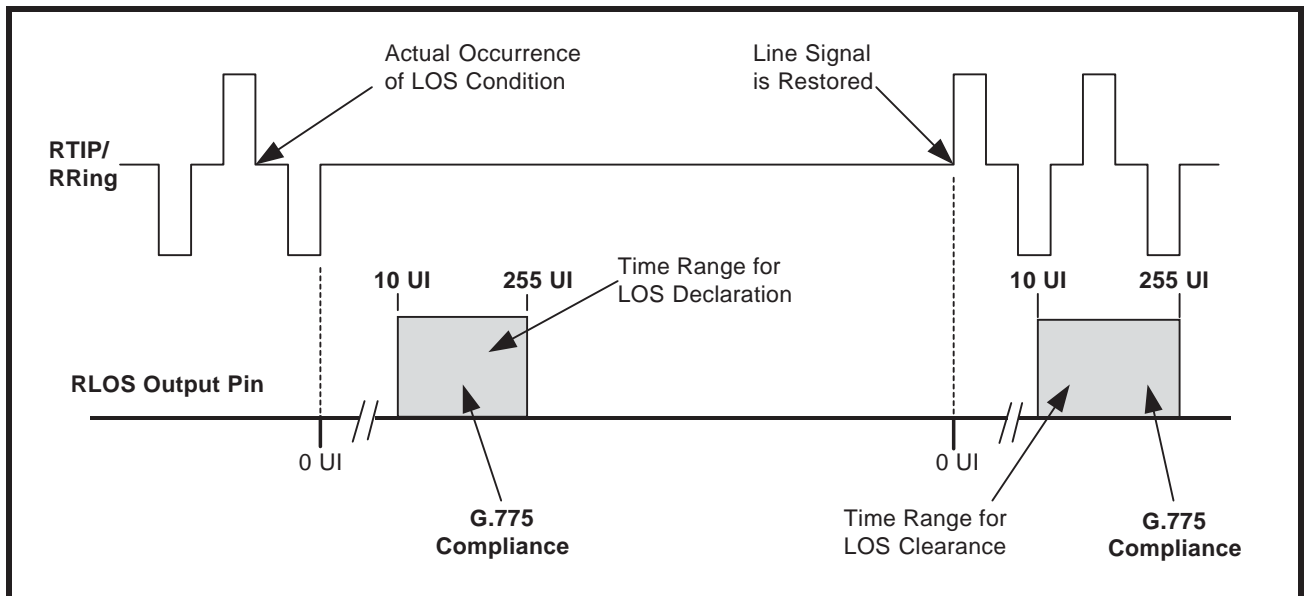 Actual Occurrence
of LOS Condition
Line Signal
is Restored
RTIP/
RRing
Time Range for
LOS Declaration
10 UI
255 UI
10 UI
255 UI
RLOS Output Pin
0 UI
0 UI
G.775
Compliance
Time Range for
LOS Clearance
G.775
Compliance